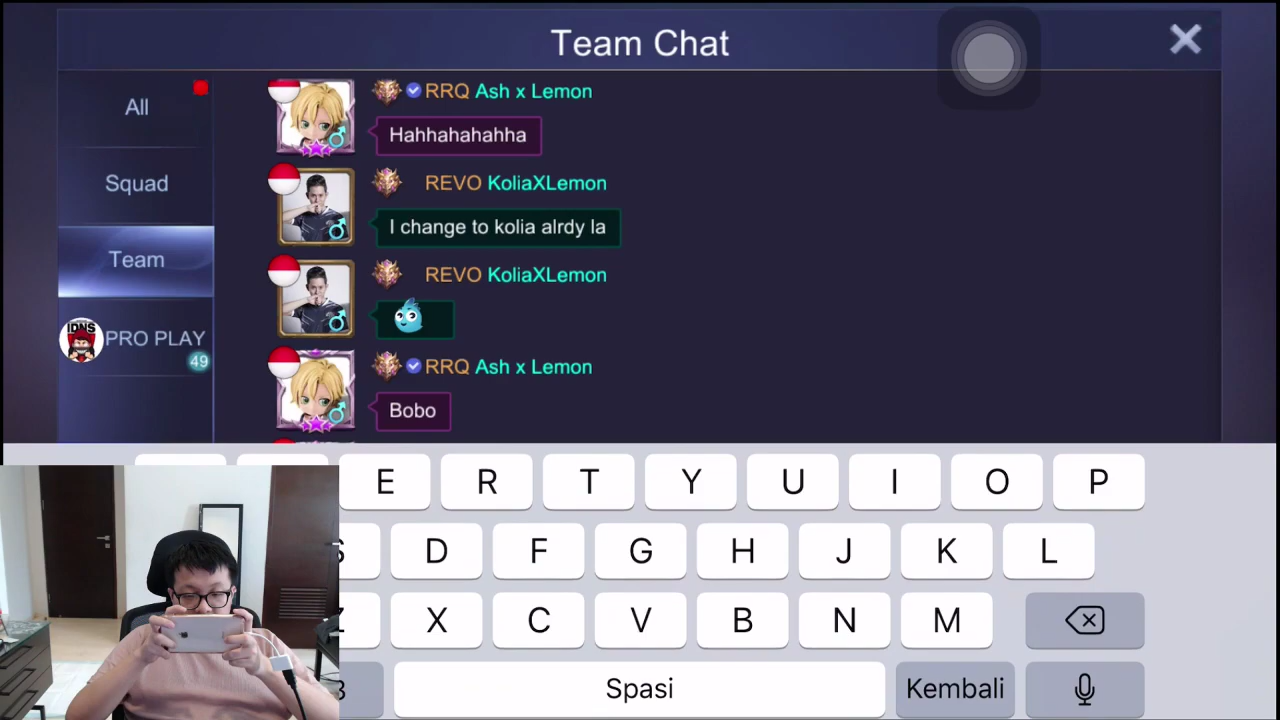 Team Chat
All
Squad
Team
IDNS
PRO PLAY
49
RRQ Ash x Lemon
Hahhahahahha
REVO KoliaXLemon
I change to kolia alrdy la
REVO KoliaXLemon
RRQ Ash x Lemon
Bobo
E R T Y U I O P
D F G H J K L
X C V B N M
Spasi
Kembali